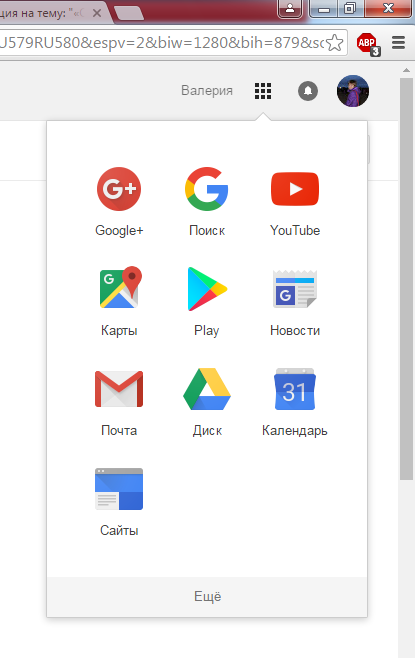 ция на тему: "
U579RU580&espv=2&biw=1280&bih=879&sc
ABP
3
Валерия
G+
G
Google+
Поиск
YouTube
G
G
Карты
Play
Новости
31
Почта
Диск
Календарь
Сайты
Ещё